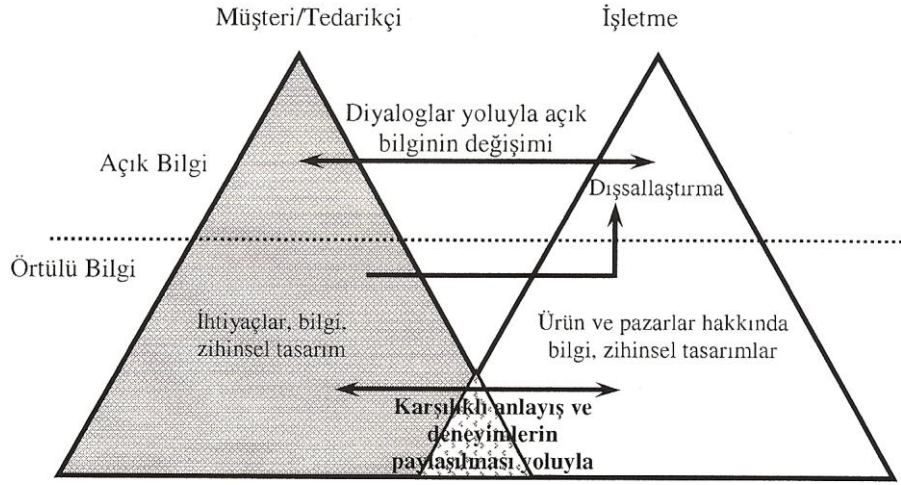 Müşteri/Tedarikçi
İşletme
Diyaloglar yoluyla açık
bilginin değişimi
Açık Bilgi
Dışsallaştırma
Örtülü Bilgi
İhtiyaçlar, bilgi,
zihinsel tasarım
Ürün ve pazarlar hakkında
bilgi, zihinsel tasarımlar
Karşılıklı anlayış ve
deneyimlerin
paylaşılması yoluyla